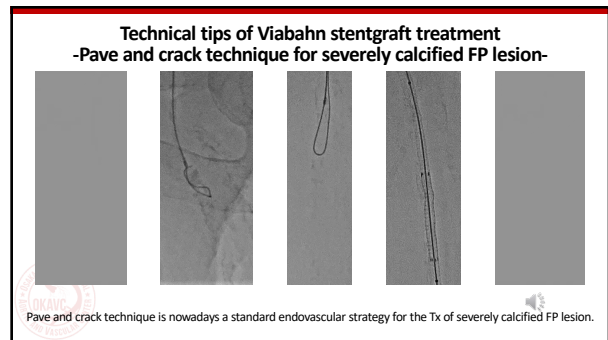 Technical tips of Viabahn stentgraft treatment
-Pave and crack technique for severely calcified FP lesion-
OKAVC
Pave and crack technique is nowadays a standard endovascular strategy for the Tx of severely calcified FP lesion.